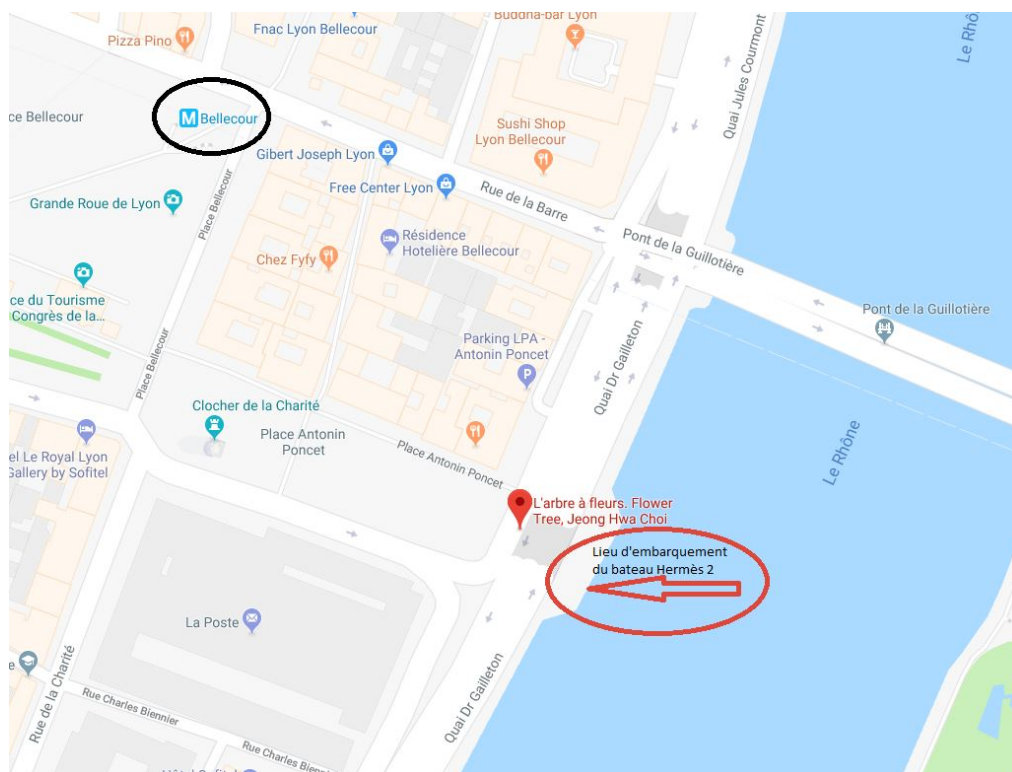 Buddha-bar Lyon
Fnac Lyon Bellecour
Pizza Pino
Le Rhô
Quai Jules Courmont
ce Bellecour
M Bellecour
Sushi Shop
Lyon Bellecour
Gibert Joseph Lyon
Free Center Lyon
Rue de la Barre
Grande Roue de Lyon
Place Bellecour
Résidence
Hotelière Bellecour
Pont de la Guillotière
Chez Fyfy
ce du Tourisme
Congrès de la...
Pont de la Guillotière
Parking LPA -
Antonin Poncet
P
Quai Dr Gailleton
Place Bellecour
Clocher de la Charité
Place Antonin
Poncet
Place Antonin Poncet
Le Rhône
el Le Royal Lyon
Gallery by Sofitel
L'arbre à fleurs. Flower
Tree, Jeong Hwa Choi
Lieu d'embarquement
du bateau Hermès 2
La Poste
e
Rue de la Charité
Quai Dr Gailleton
Rue Charles Biennier
Rue Charles Biennier
Hôtel Sofitel